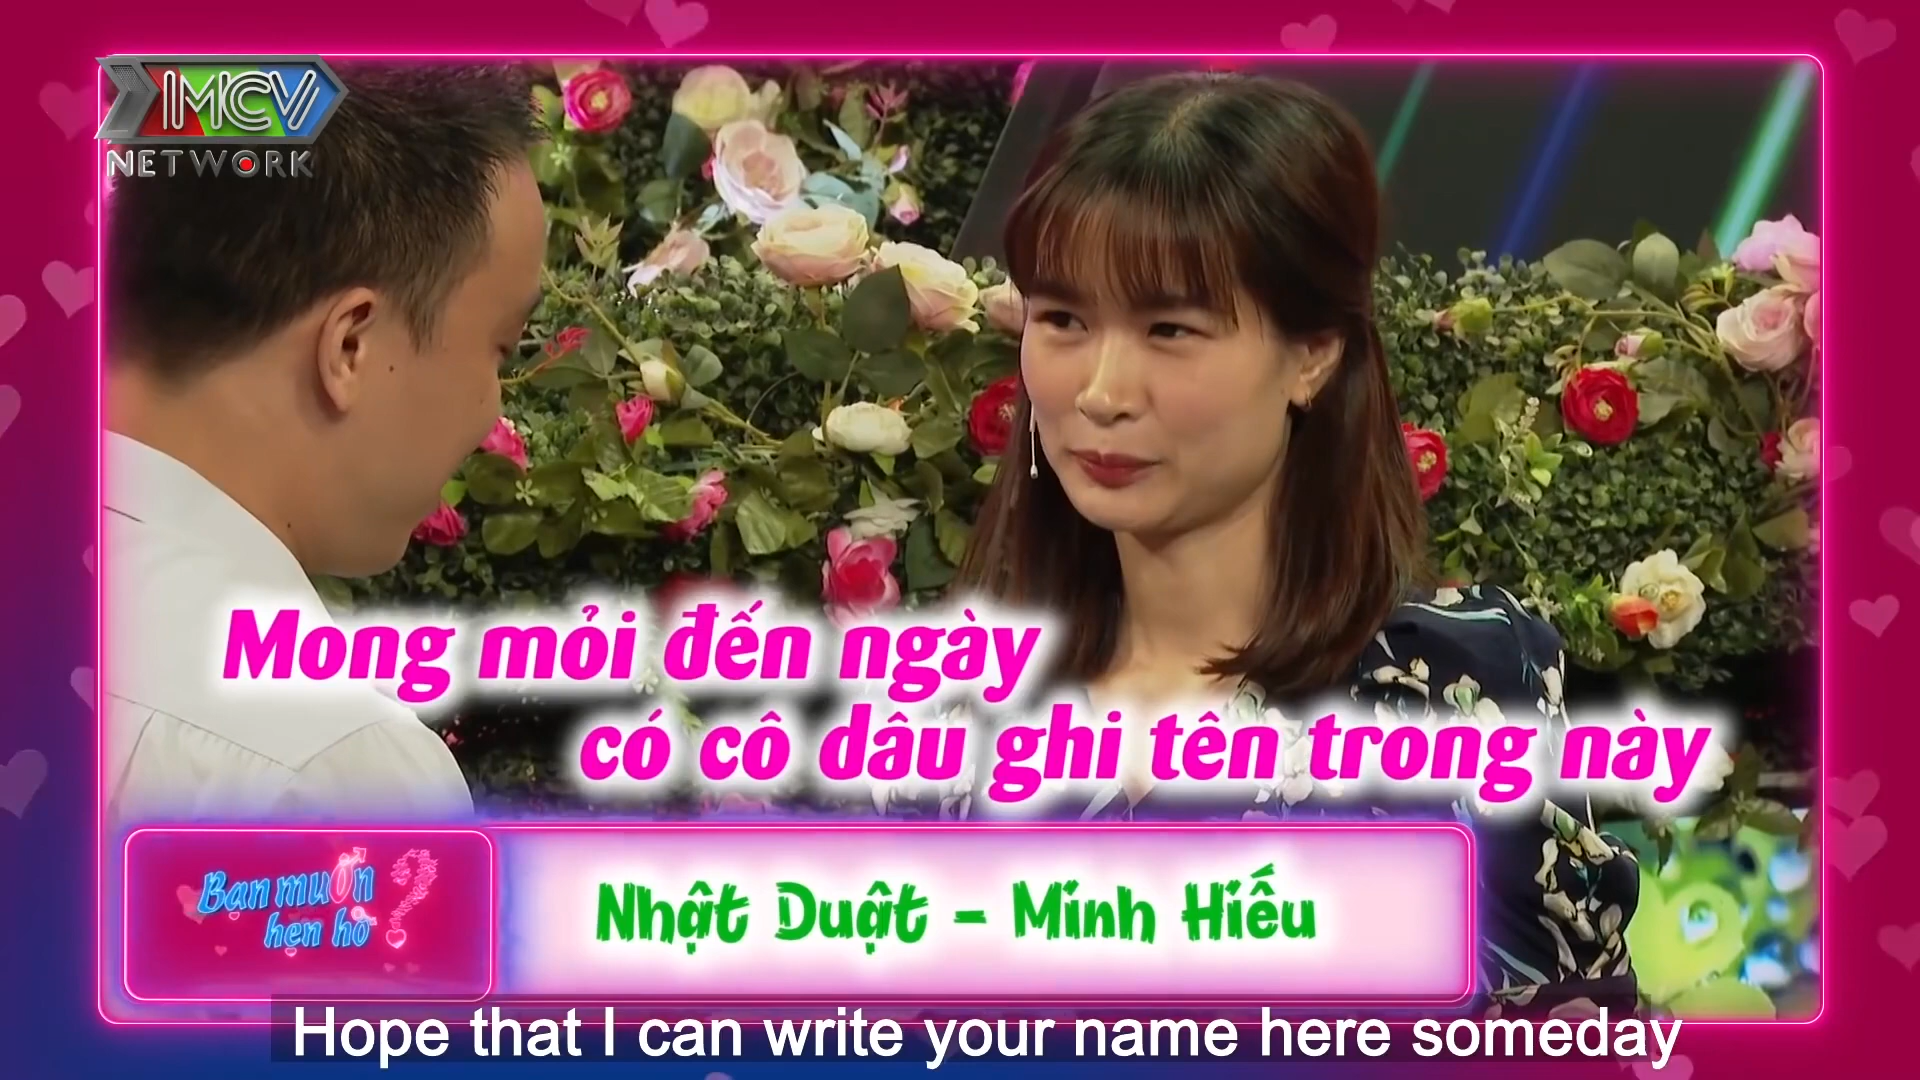 MCV
NETWORK
Mong mỏi đến ngày
có cô dâu ghi tên trong này
Bạn muốn
hẹn hò ?
Nhật Duật - Minh Hiếu
Hope that I can write your name here someday